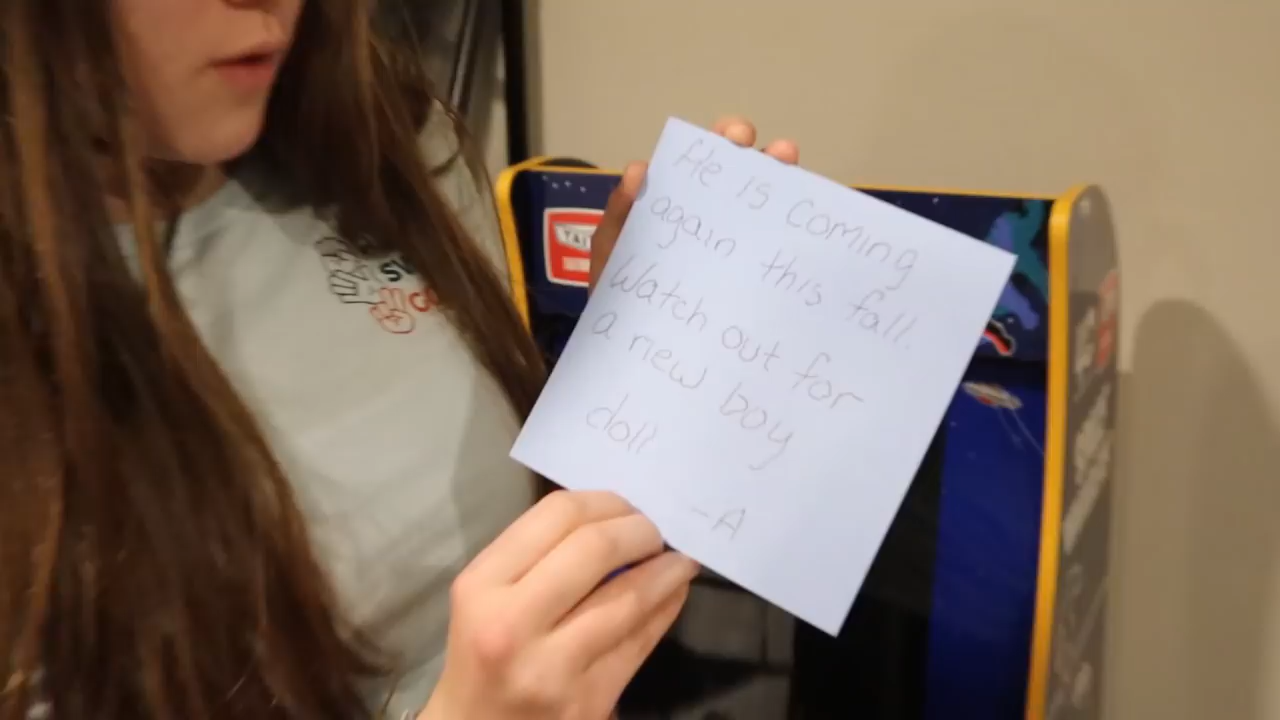 He is coming
again this fall.
Watch out for
a new boy
doll
-A